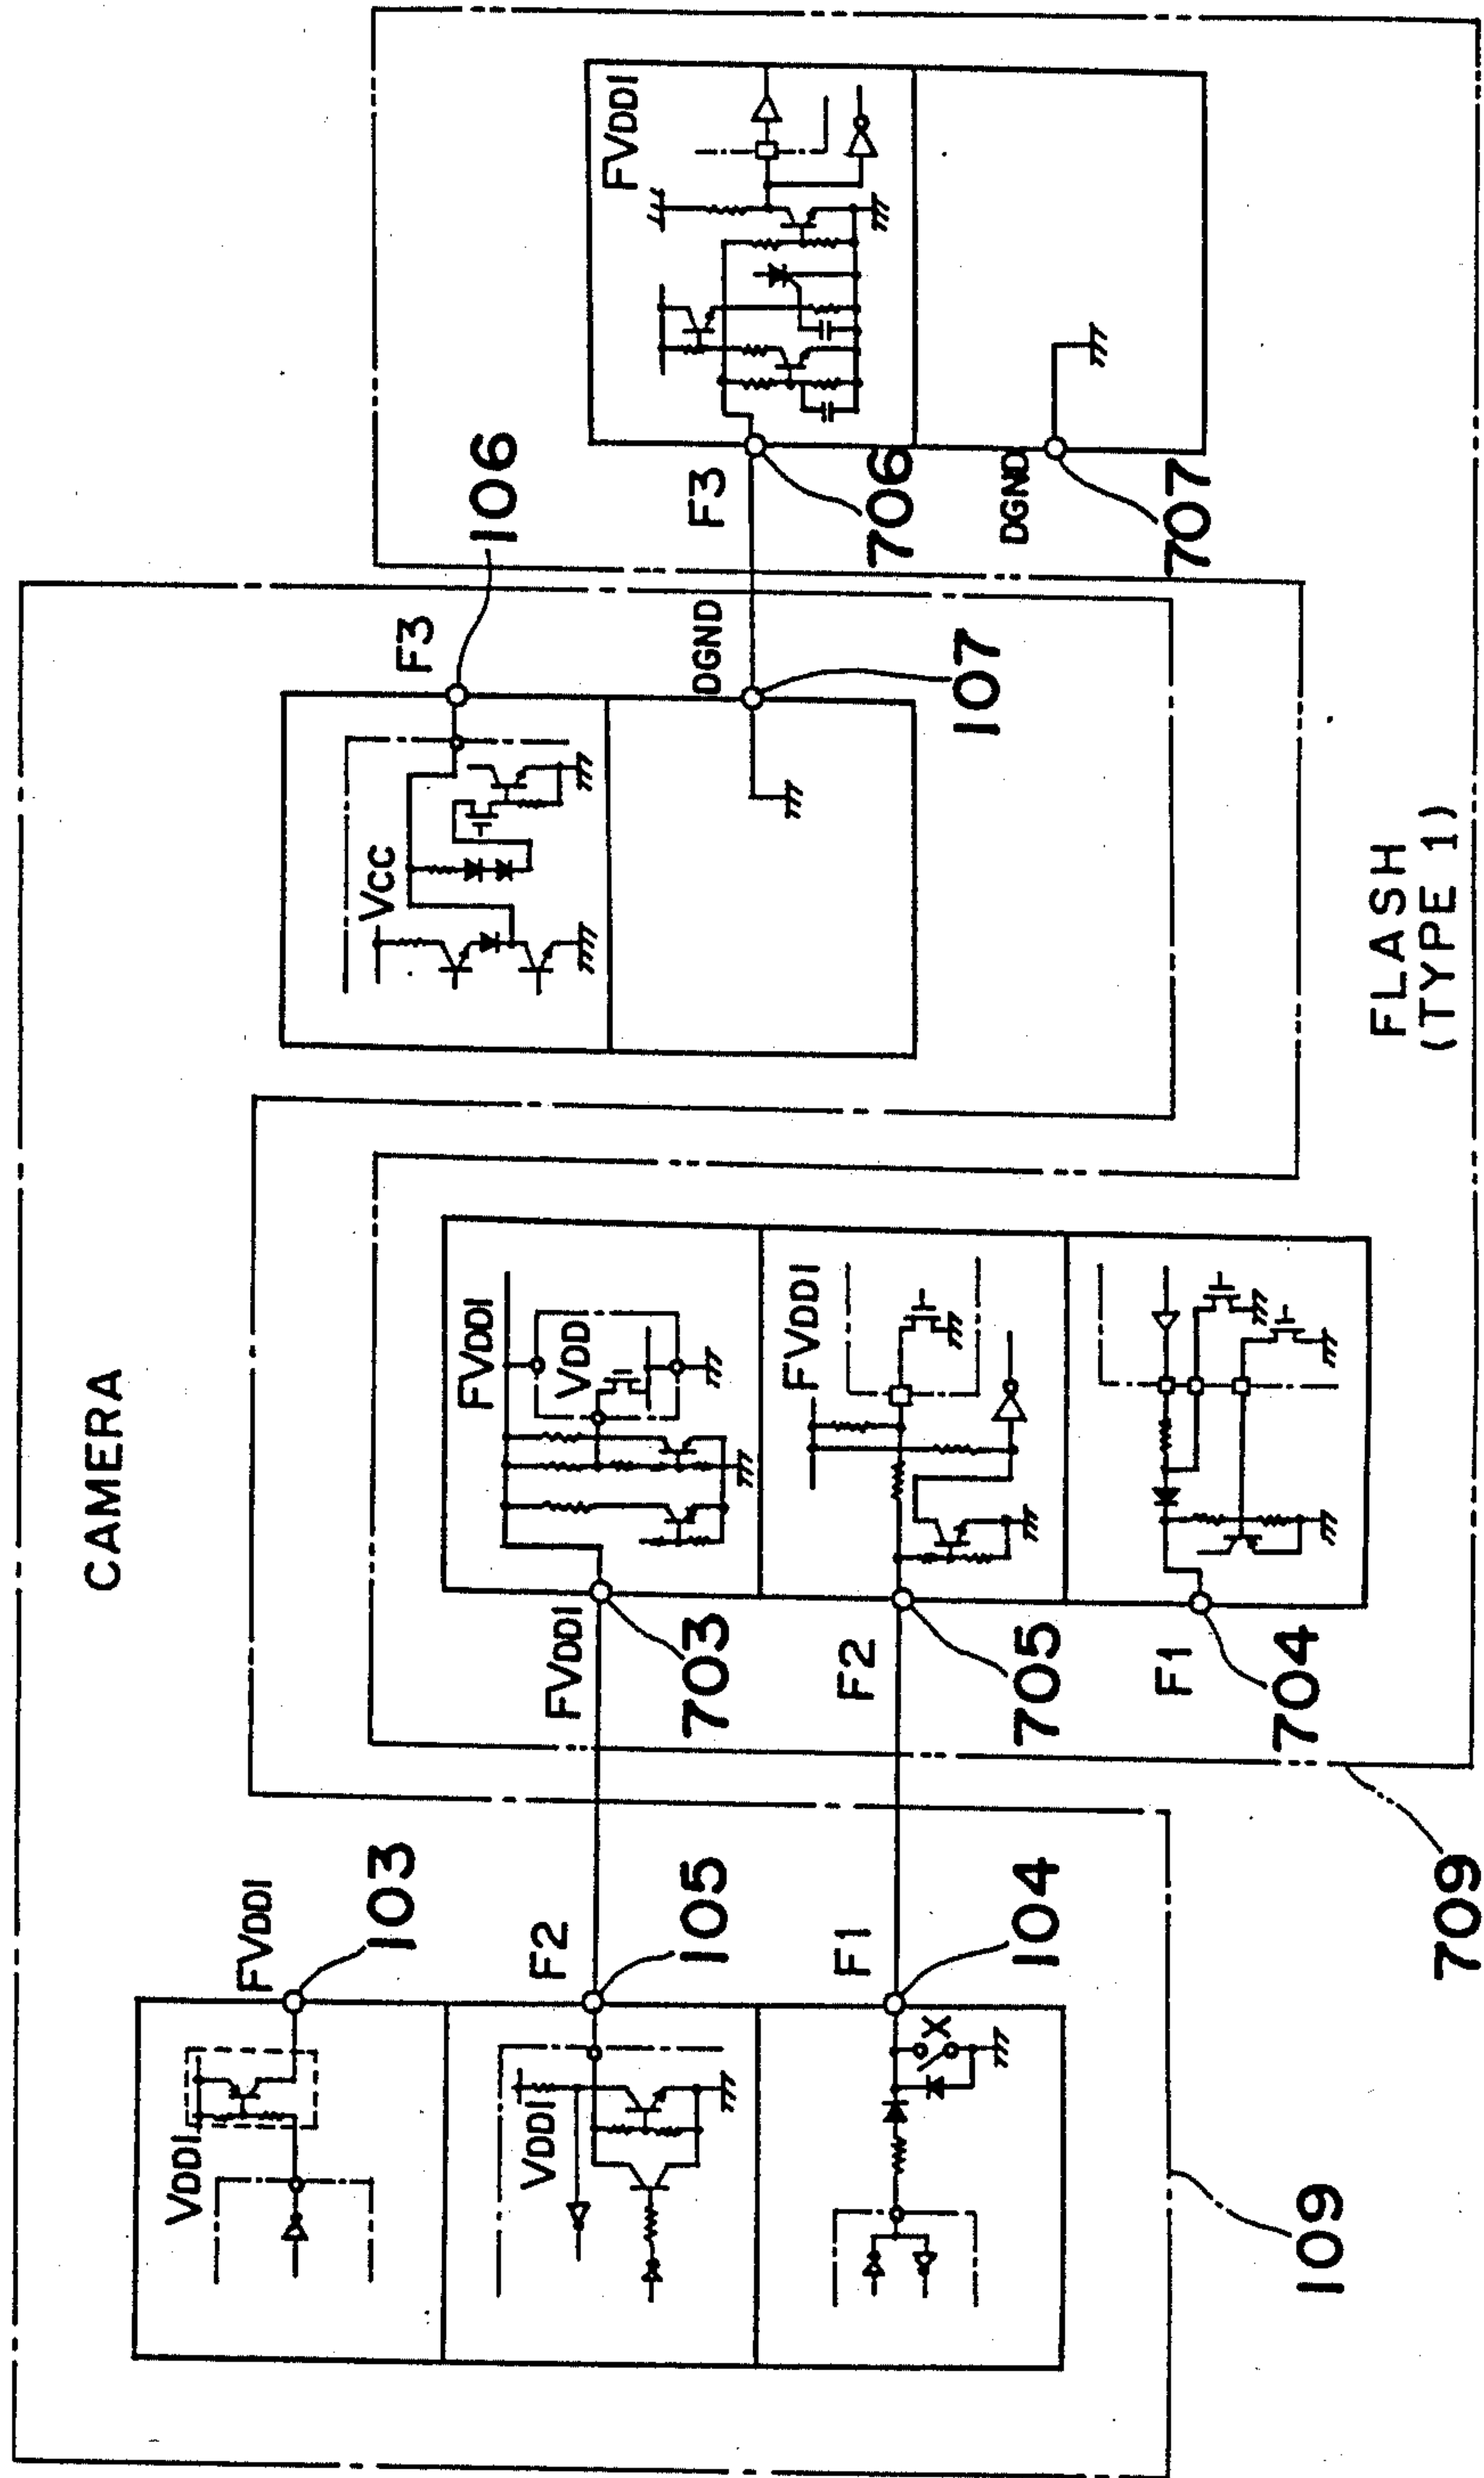 CAMERA
VDDI
FVDDI
103
VDDI
F2
105
F1
X
104
109
FVDDI
VDD
FVDDI
703
FVDDI
F2
705
F1
704
709
VCC
F3
106
DGND
107
FVDDI
F3
706
DGND
707
FLASH
(TYPE 1)